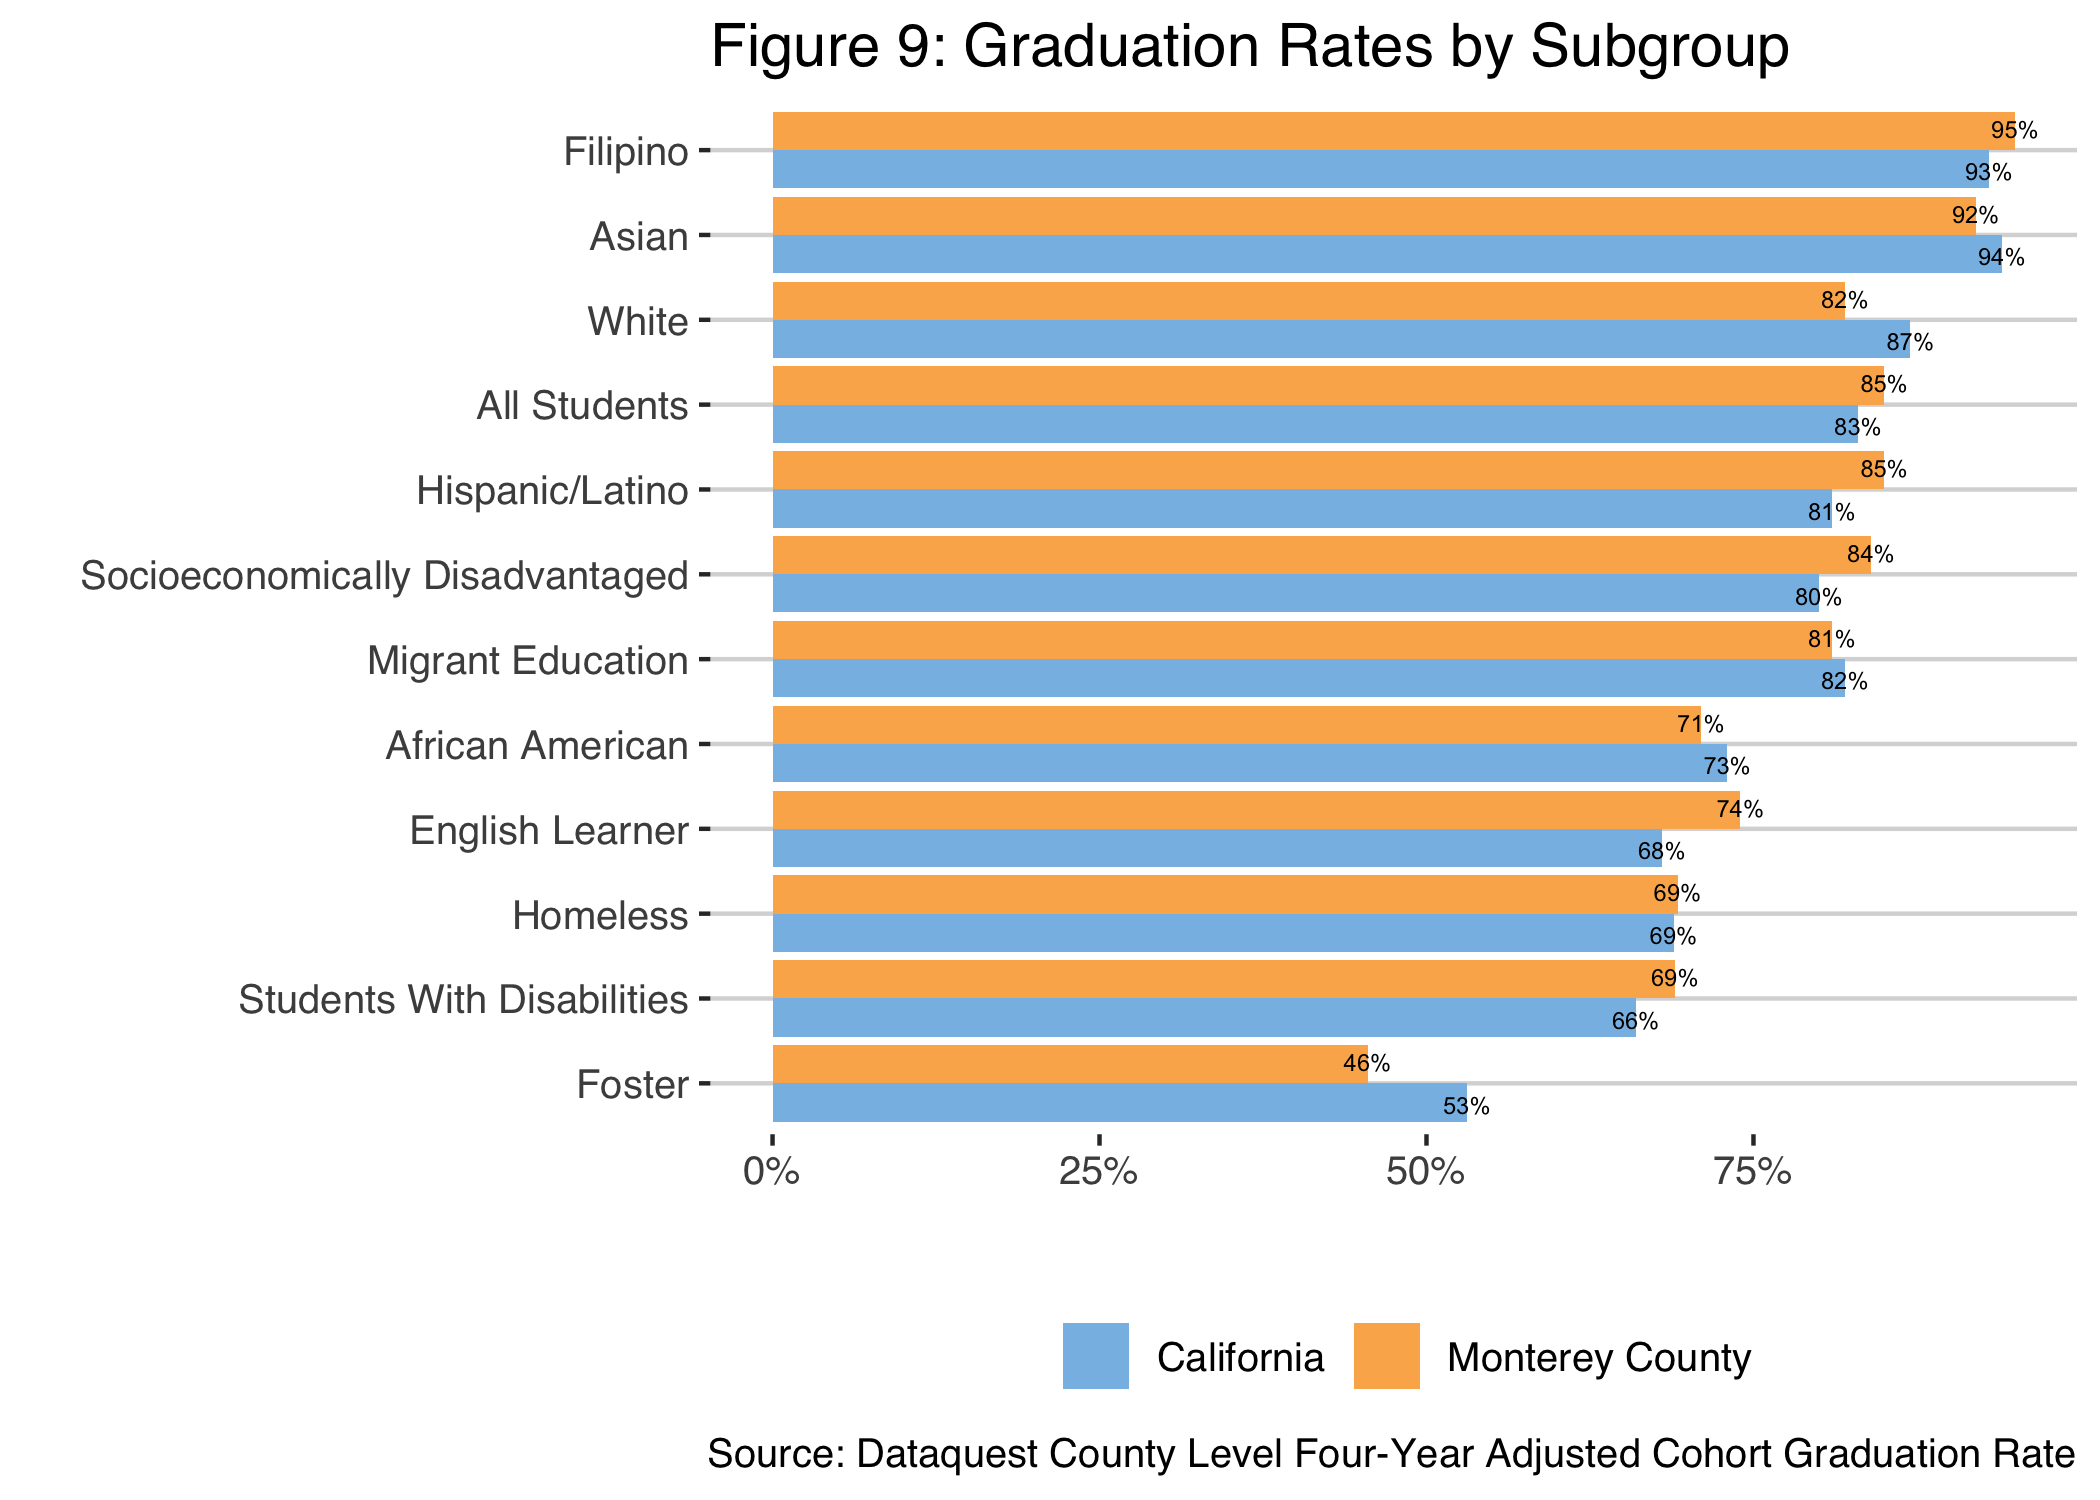 Figure 9: Graduation Rates by Subgroup
Filipino
95%
93%
Asian
92%
94%
White
82%
87%
All Students
85%
83%
Hispanic/Latino
85%
81%
Socioeconomically Disadvantaged
84%
80%
Migrant Education
81%
82%
African American
71%
73%
English Learner
74%
68%
Homeless
69%
69%
Students With Disabilities
69%
66%
Foster
46%
53%
0% 25% 50% 75%
California Monterey County
Source: Dataquest County Level Four-Year Adjusted Cohort Graduation Rate